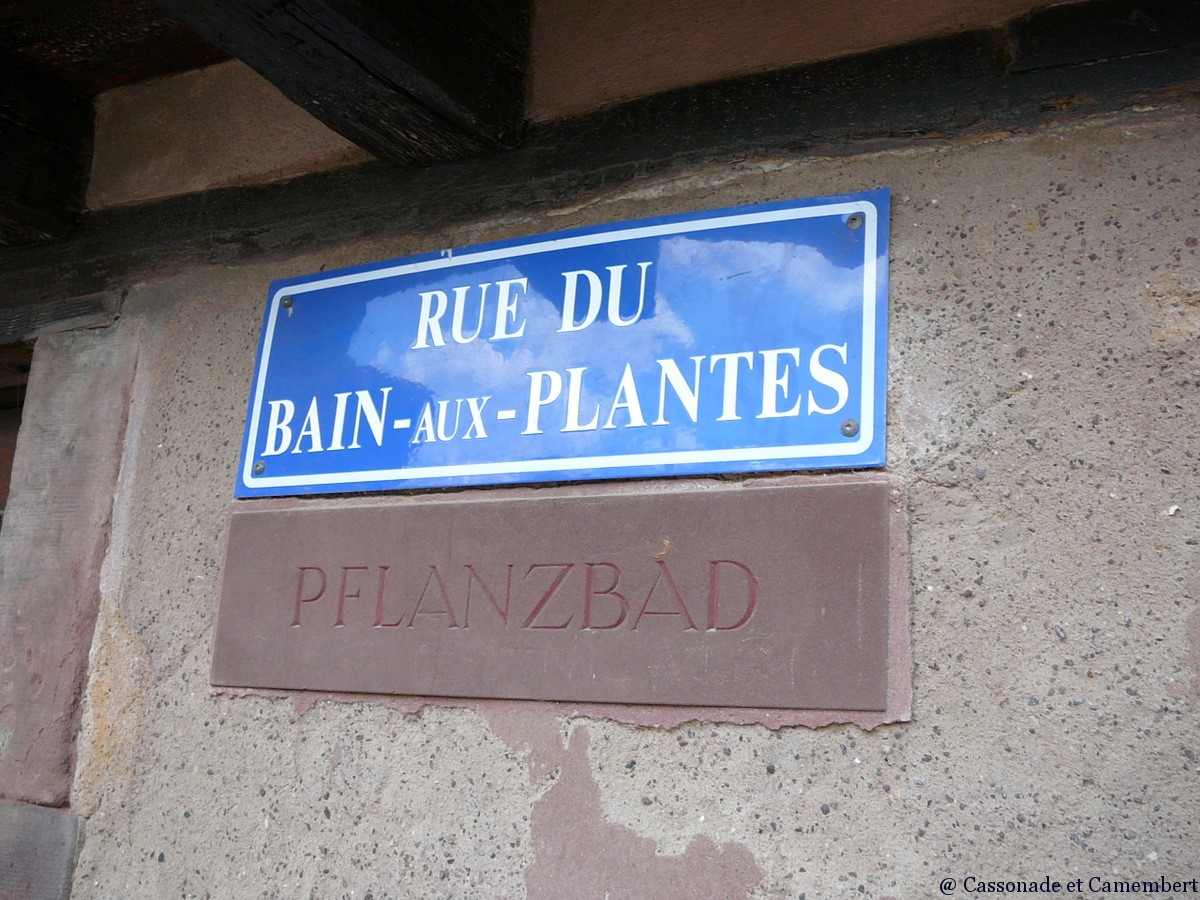 RUE DU
BAIN-AUX-PLANTES
PFLANZBAD
@ Cassonade et Camembert